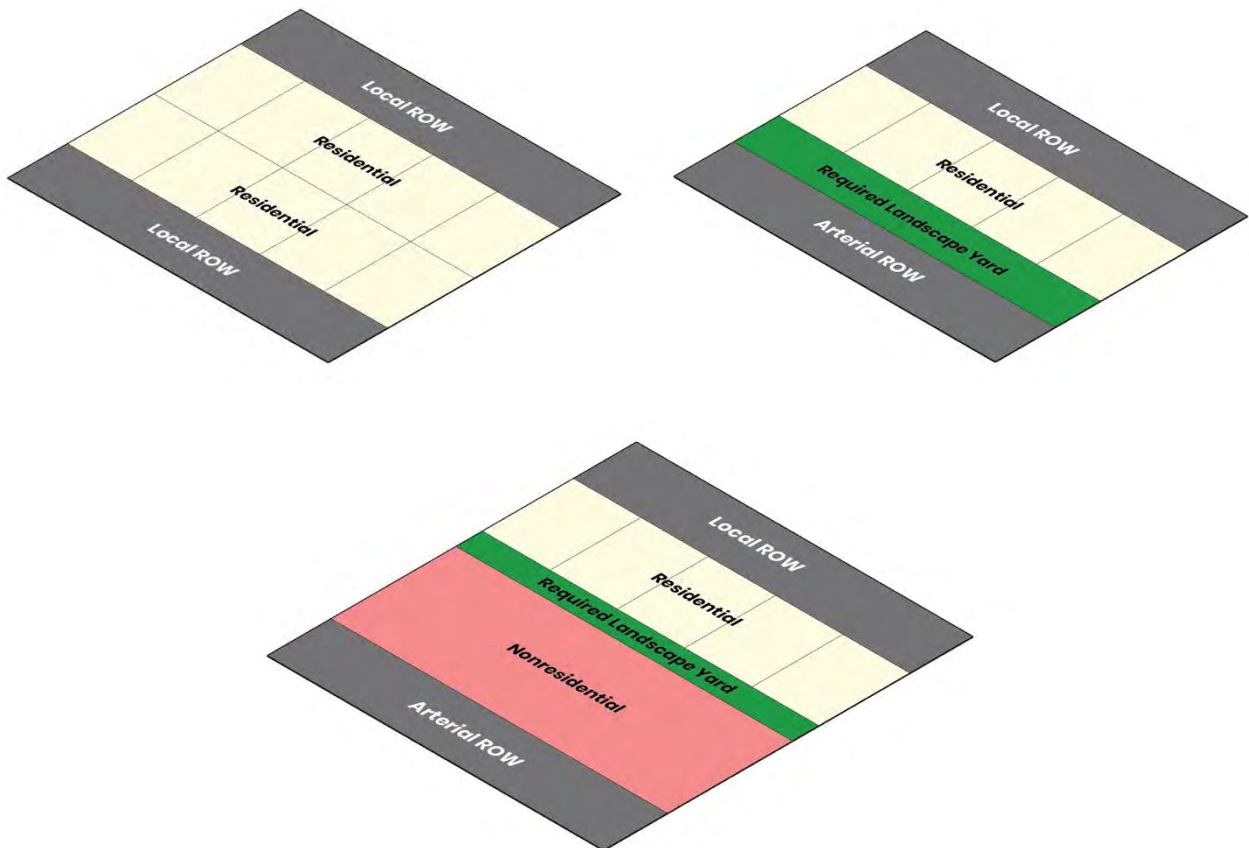 Local ROW
Residential
Residential
Local ROW
Local ROW
Residential
Required Landscape Yard
Arterial ROW
Local ROW
Residential
Required Landscape Yard
Nonresidential
Arterial ROW